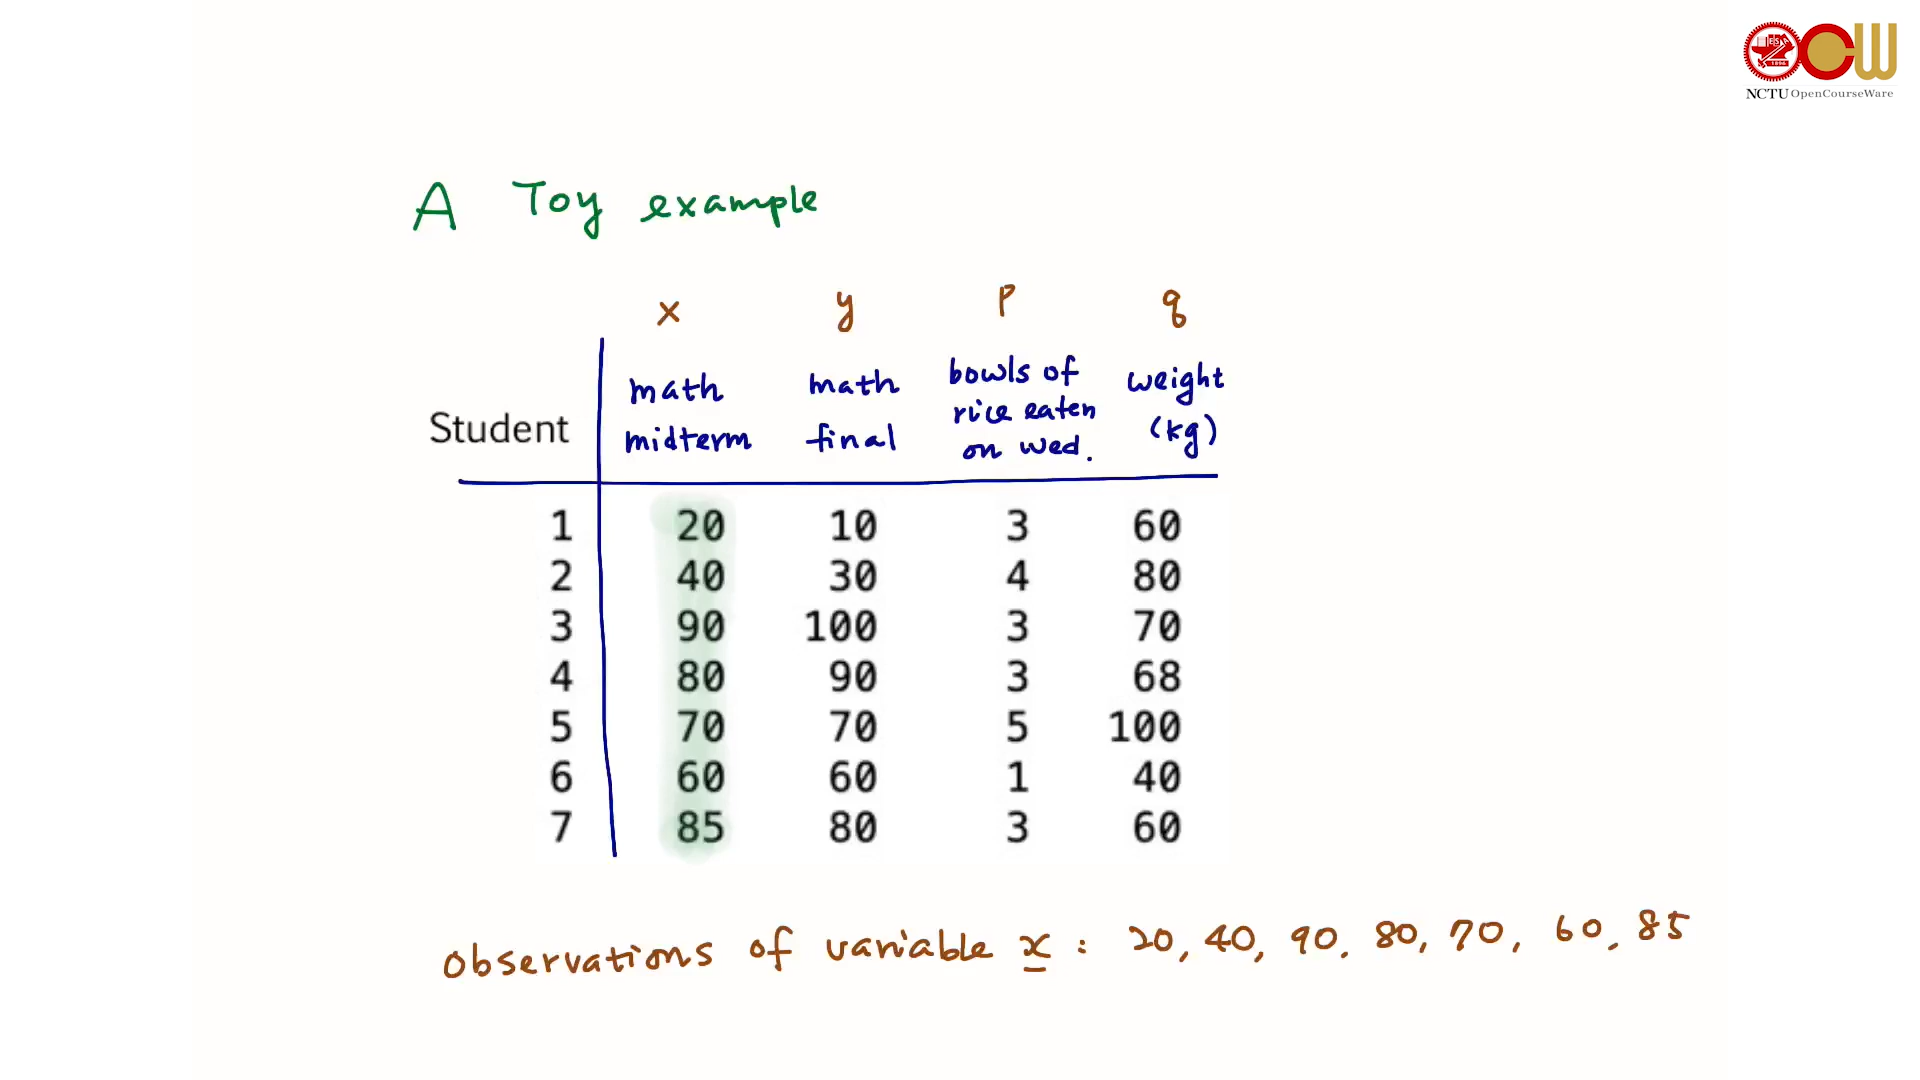 NCTU OpenCourseWare
A Toy example
x y p q
Student math midterm math final bowls of rice eaten on wed. weight (kg)
1 20 10 3 60
2 40 30 4 80
3 90 100 3 70
4 80 90 3 68
5 70 70 5 100
6 60 60 1 40
7 85 80 3 60
observations of variable x : 20, 40, 90, 80, 70, 60, 85